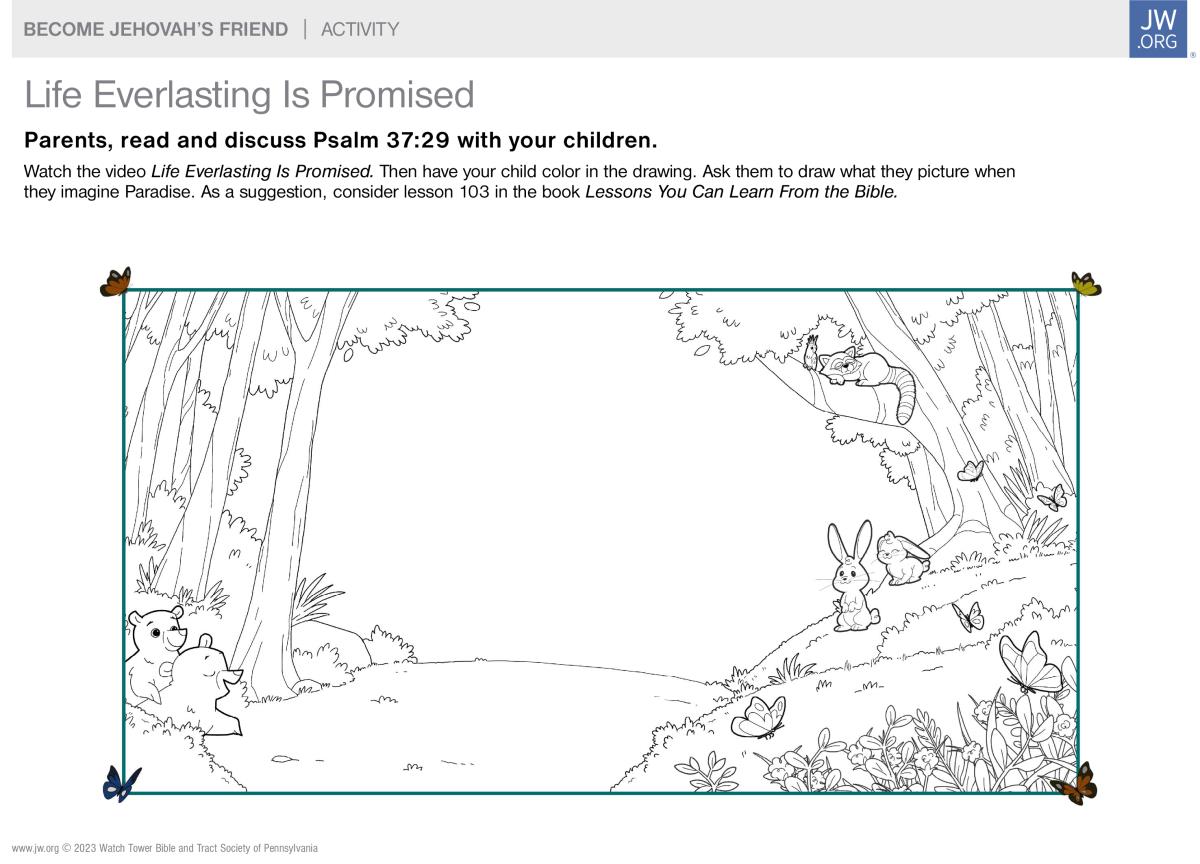 BECOME JEHOVAH'S FRIEND | ACTIVITY
JW
.ORG
®
Life Everlasting Is Promised
Parents, read and discuss Psalm 37:29 with your children.
Watch the video Life Everlasting Is Promised. Then have your child color in the drawing. Ask them to draw what they picture when
they imagine Paradise. As a suggestion, consider lesson 103 in the book Lessons You Can Learn From the Bible.
www.jw.org © 2023 Watch Tower Bible and Tract Society of Pennsylvania